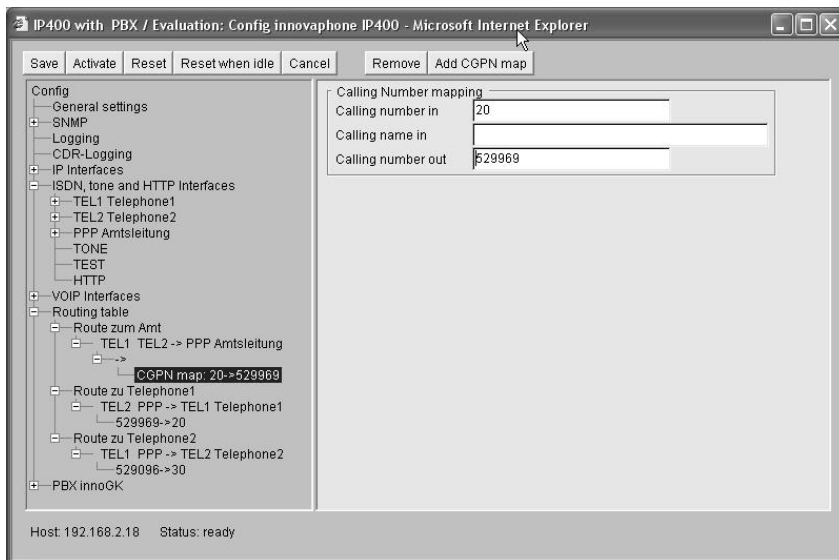 IP400 with PBX / Evaluation: Config innovaphone IP400 - Microsoft Internet Explorer
Save Activate Reset Reset when idle Cancel Remove Add CGPN map
Config
General settings
SNMP
Logging
CDR-Logging
IP Interfaces
ISDN, tone and HTTP Interfaces
TEL1 Telephone1
TEL2 Telephone2
PPP Amtsleitung
TONE
TEST
HTTP
VOIP Interfaces
Routing table
Route zum Amt
TEL1 TEL2 -> PPP Amtsleitung
->
CGPN map: 20->529969
Route zu Telephone1
TEL2 PPP -> TEL1 Telephone1
529969->20
Route zu Telephone2
TEL1 PPP -> TEL2 Telephone2
529096->30
PBX innoGK
Calling Number mapping
Calling number in 20
Calling name in
Calling number out 529969
Host: 192.168.2.18 Status: ready